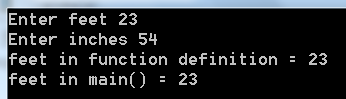 Enter feet 23
Enter inches 54
feet in function definition = 23
feet in main() = 23